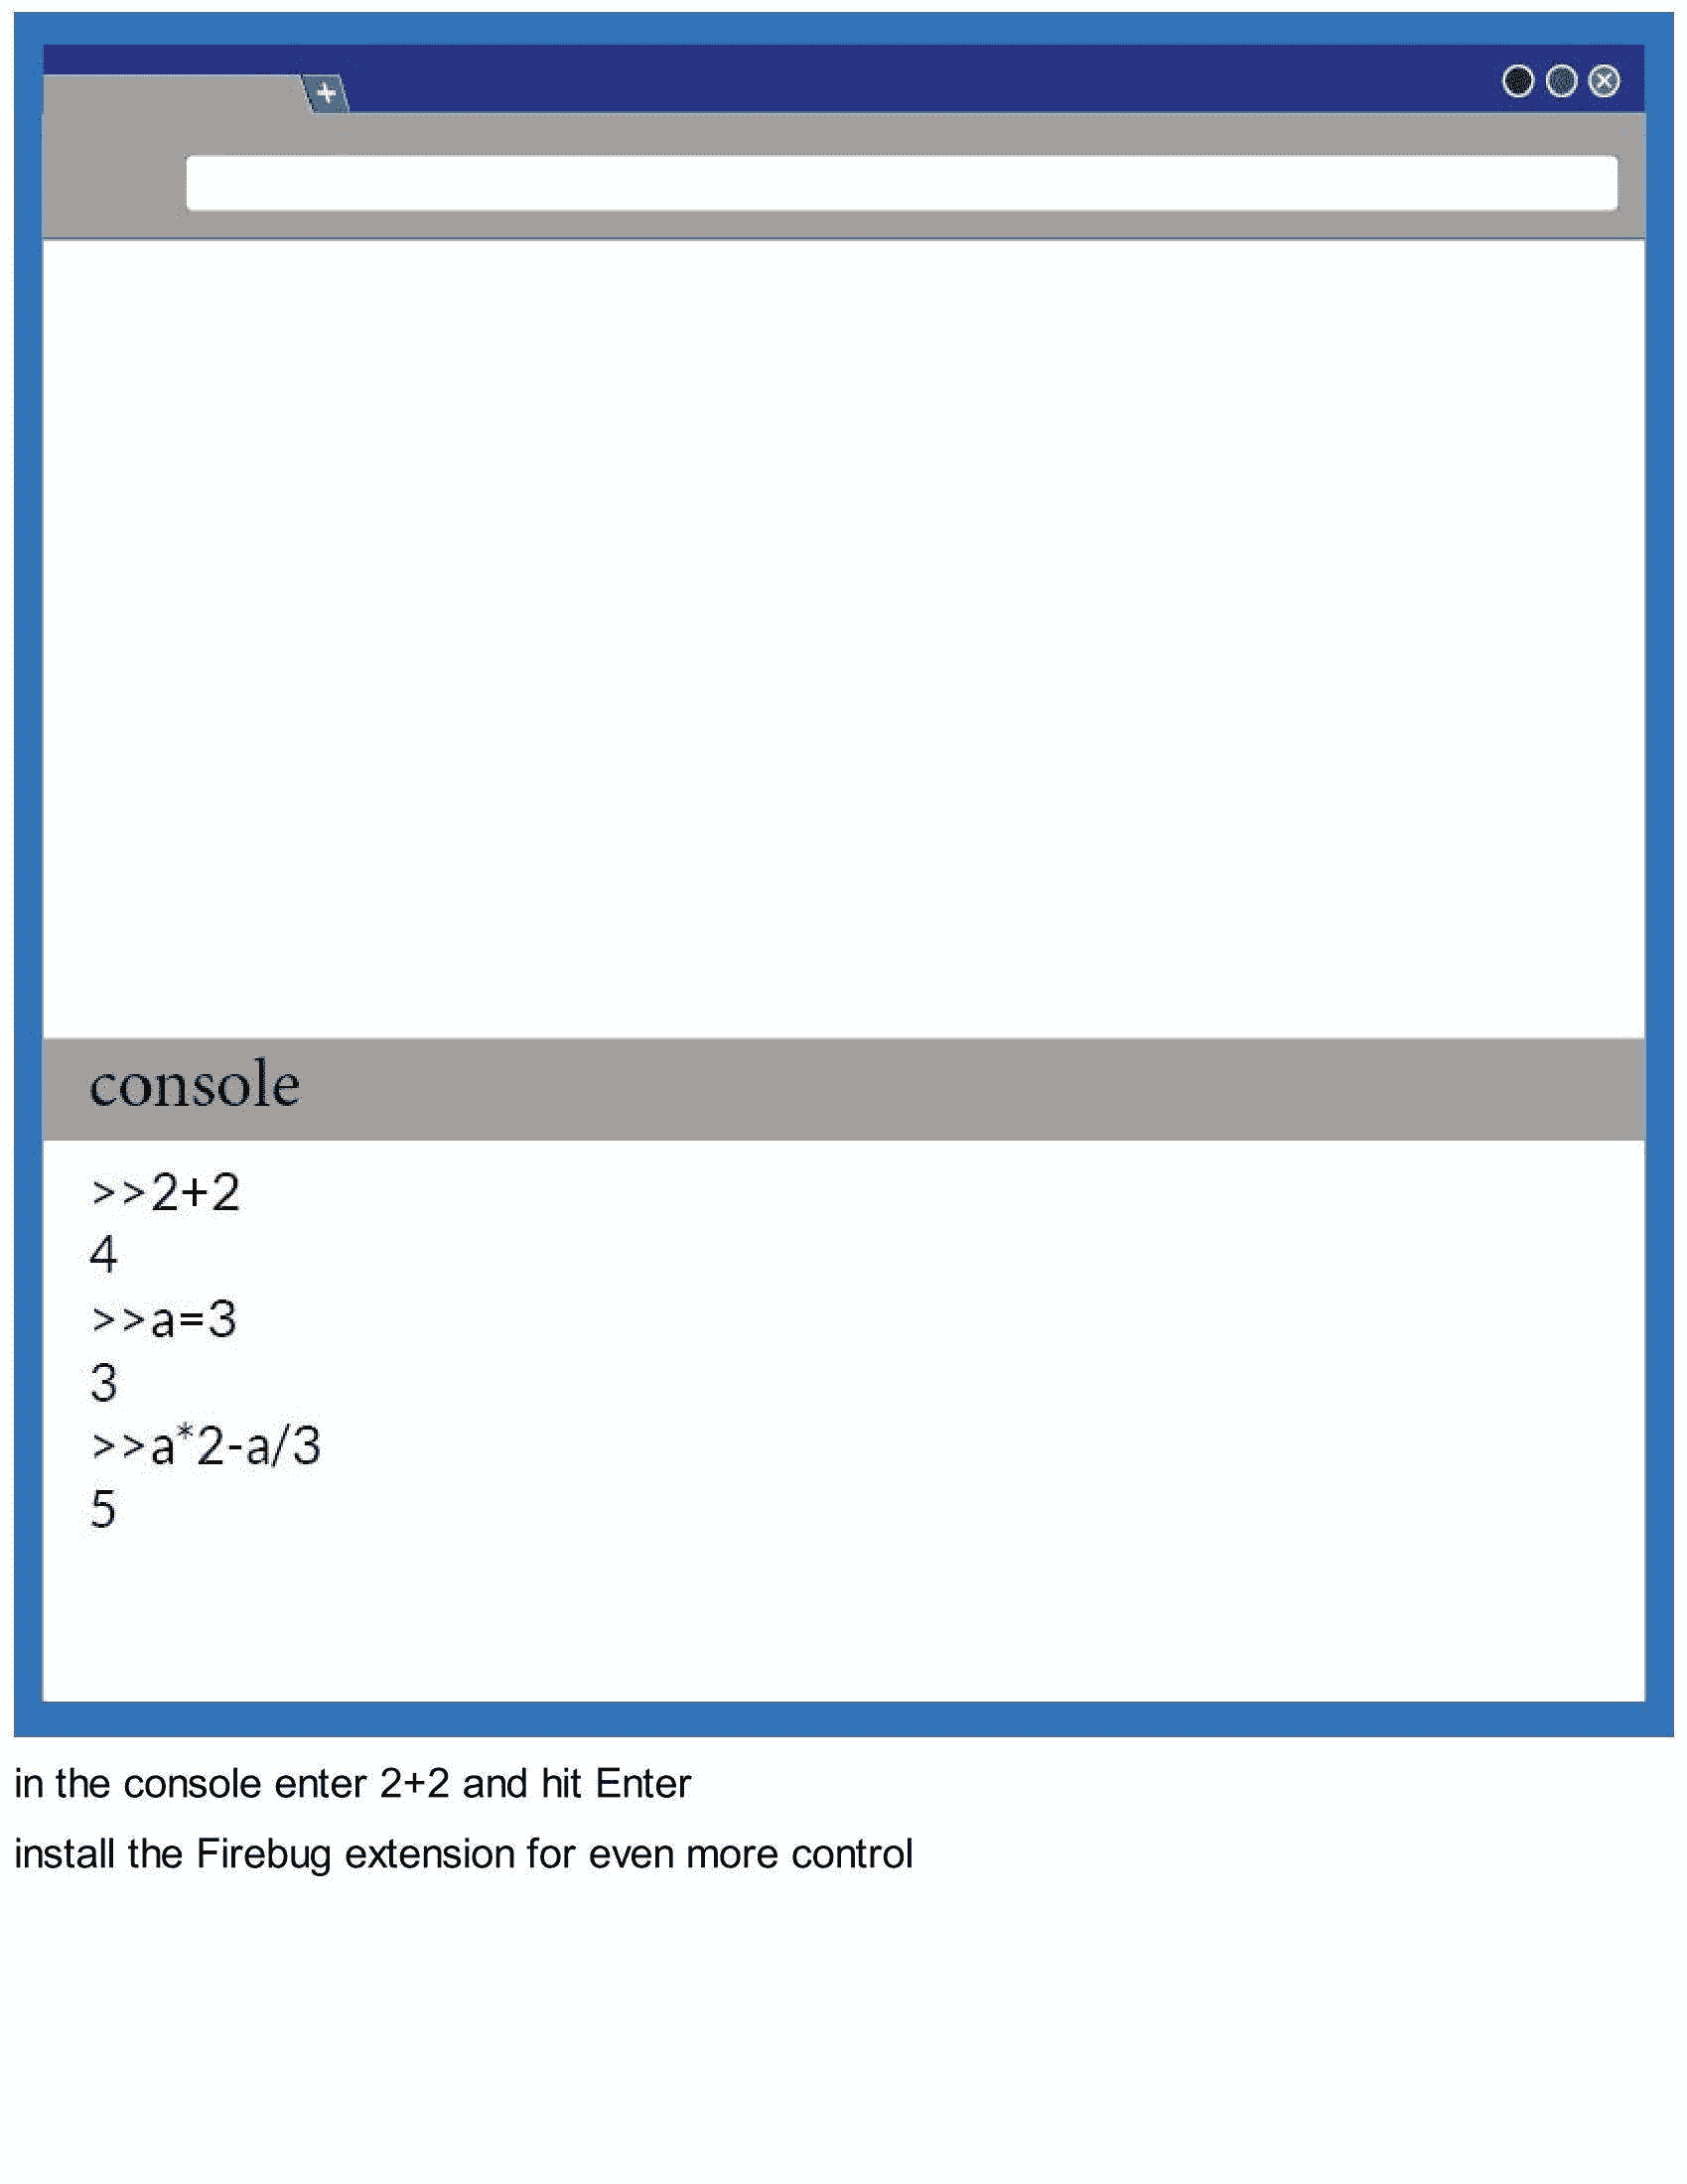 console
>>2+2
4
>>a=3
3
>>a*2-a/3
5
in the console enter 2+2 and hit Enter
install the Firebug extension for even more control